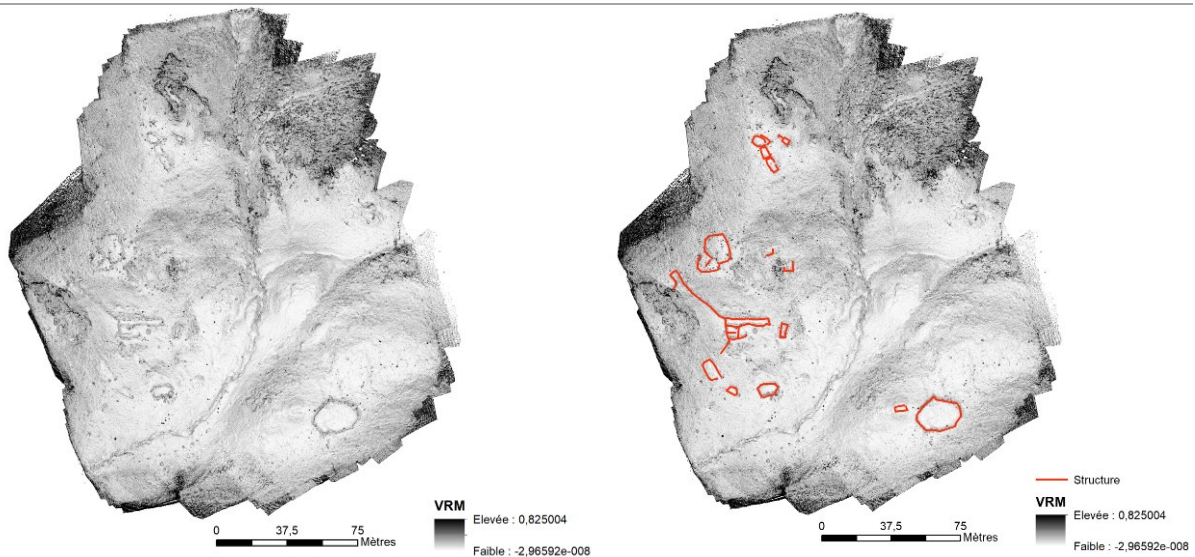 VRM
Elevée : 0,825004
Faible : -2,96592e-008
0 37,5 75
Mètres
Structure
VRM
Elevée : 0,825004
Faible : -2,96592e-008
0 37,5 75
Mètres